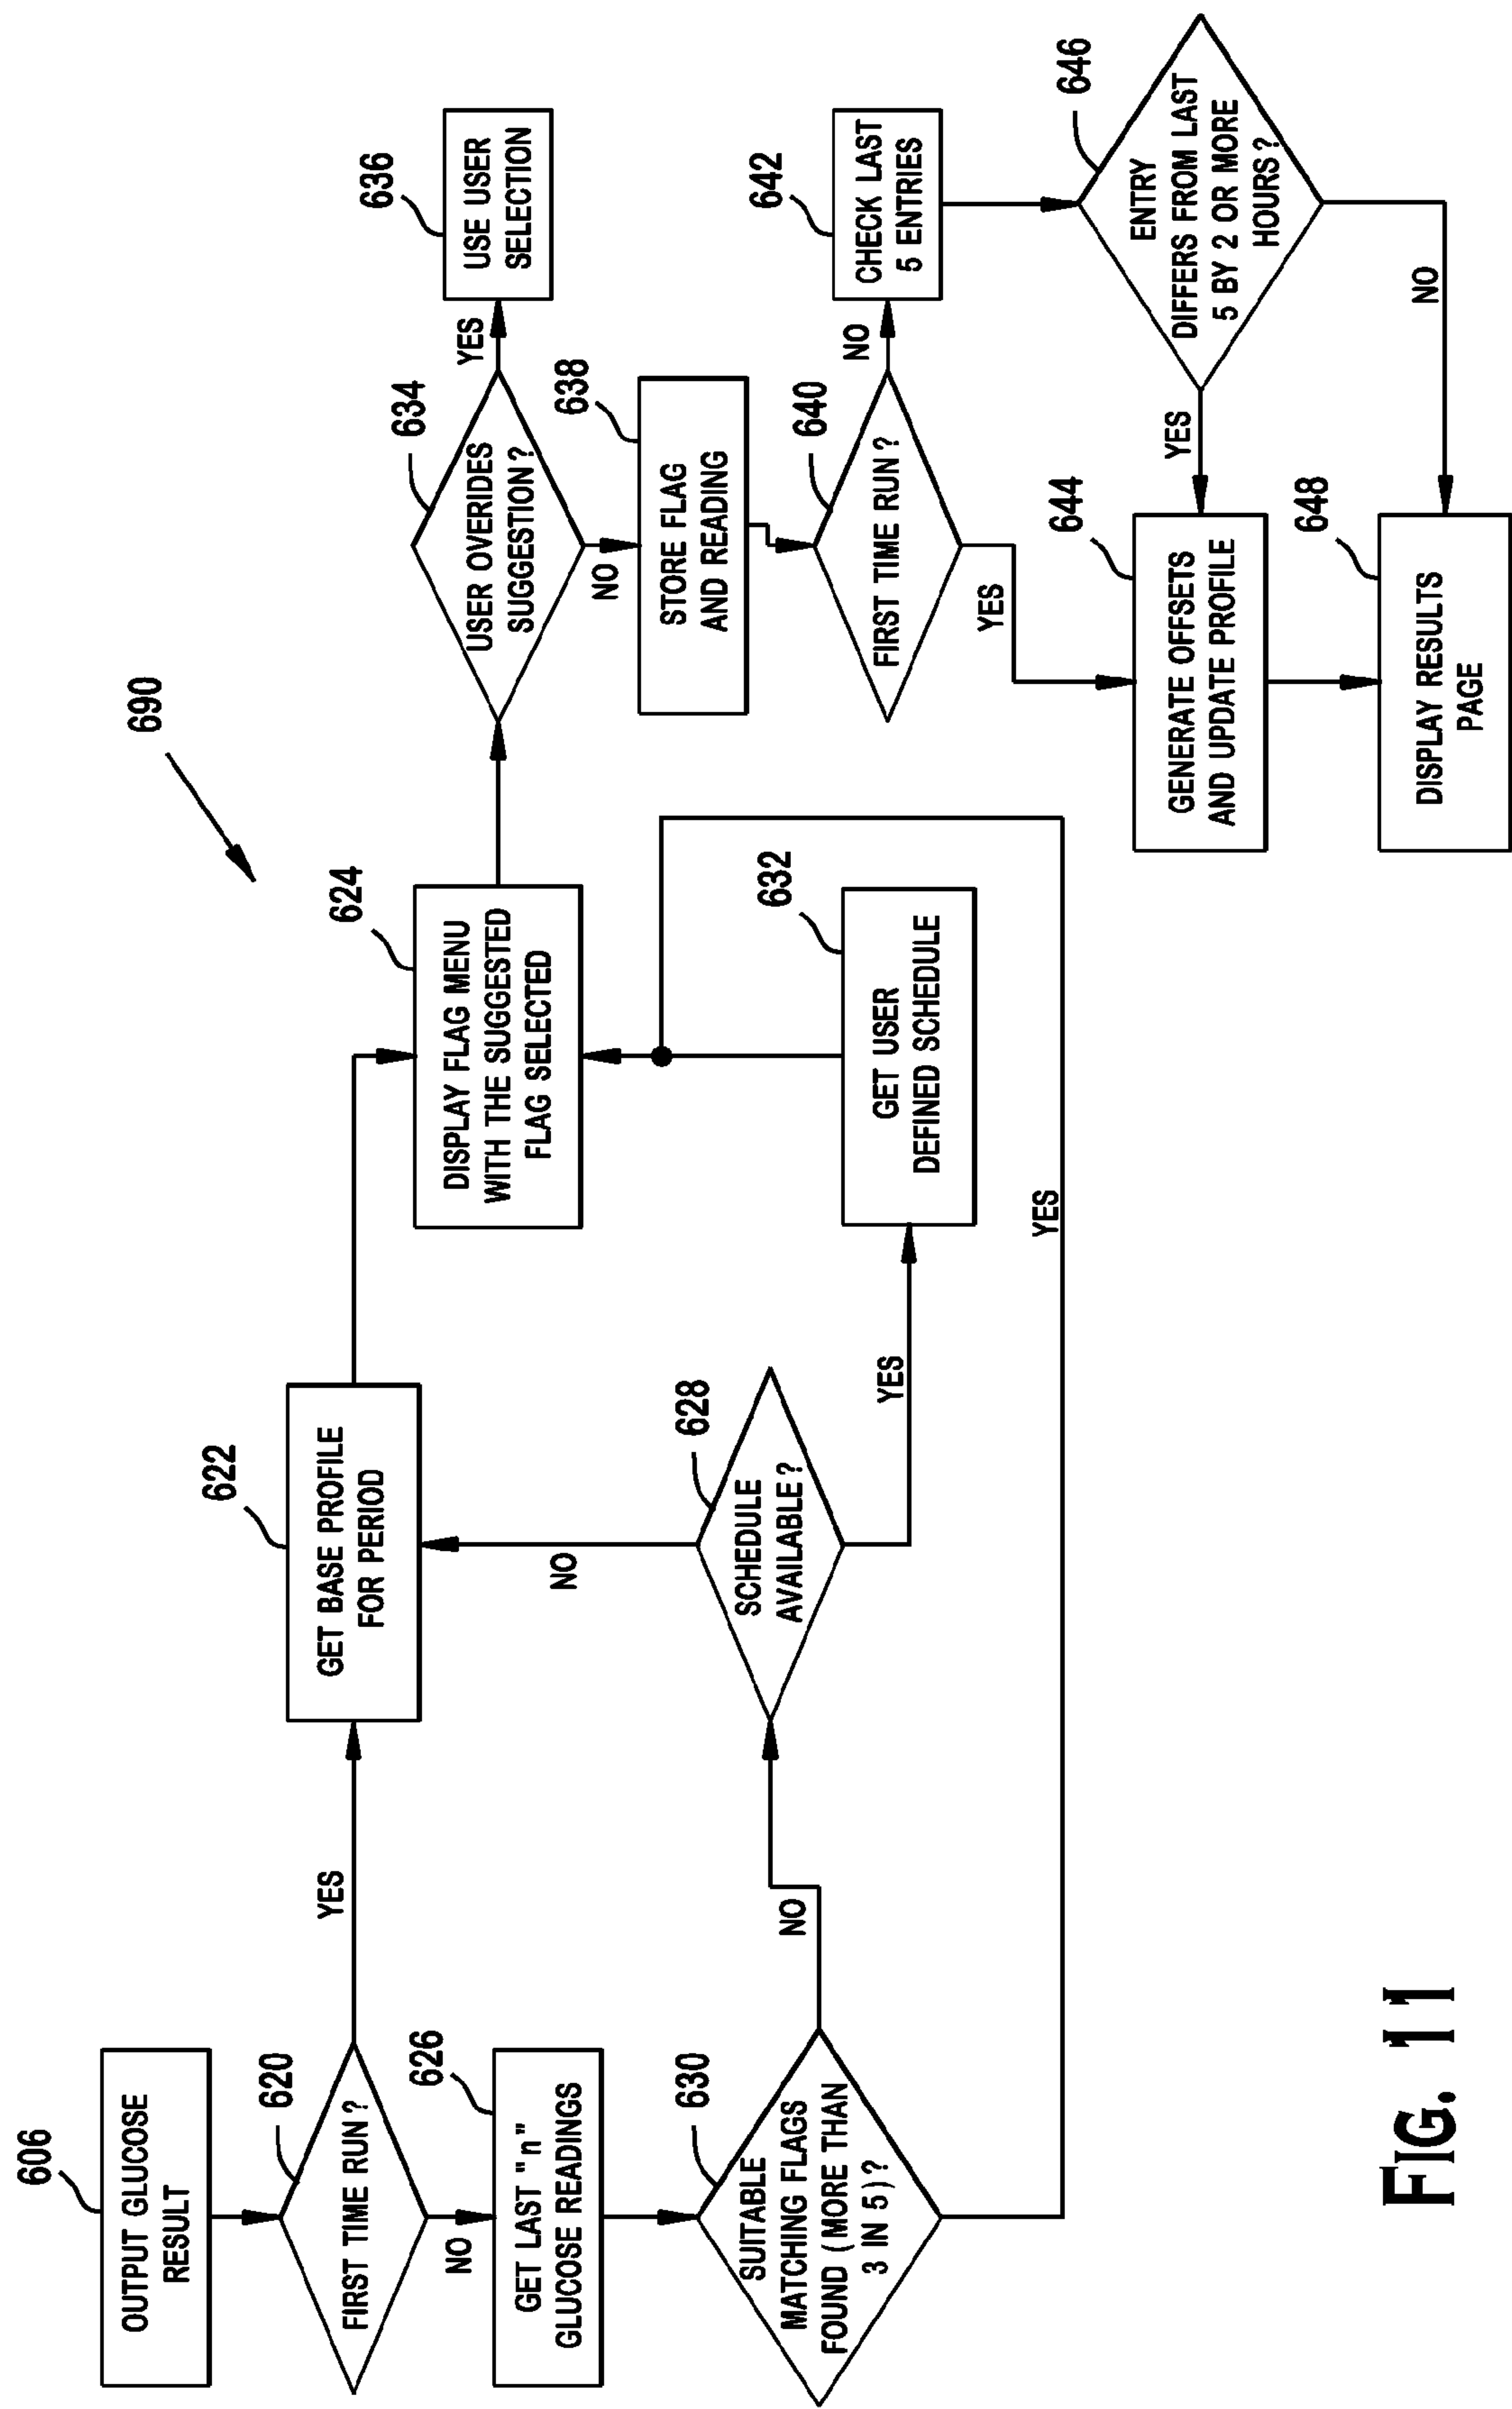 690
606
OUTPUT GLUCOSE
RESULT
620
FIRST TIME RUN?
YES
NO
622
GET BASE PROFILE
FOR PERIOD
626
GET LAST "n"
GLUCOSE READINGS
630
SUITABLE
MATCHING FLAGS
FOUND (MORE THAN
3 IN 5)?
NO
YES
628
SCHEDULE
AVAILABLE?
NO
YES
624
DISPLAY FLAG MENU
WITH THE SUGGESTED
FLAG SELECTED
632
GET USER
DEFINED SCHEDULE
634
USER OVERIDES
SUGGESTION?
YES
NO
636
USE USER
SELECTION
638
STORE FLAG
AND READING
640
FIRST TIME RUN?
NO
YES
642
CHECK LAST
5 ENTRIES
646
ENTRY
DIFFERS FROM LAST
5 BY 2 OR MORE
HOURS?
YES
NO
644
GENERATE OFFSETS
AND UPDATE PROFILE
648
DISPLAY RESULTS
PAGE
FIG. 11